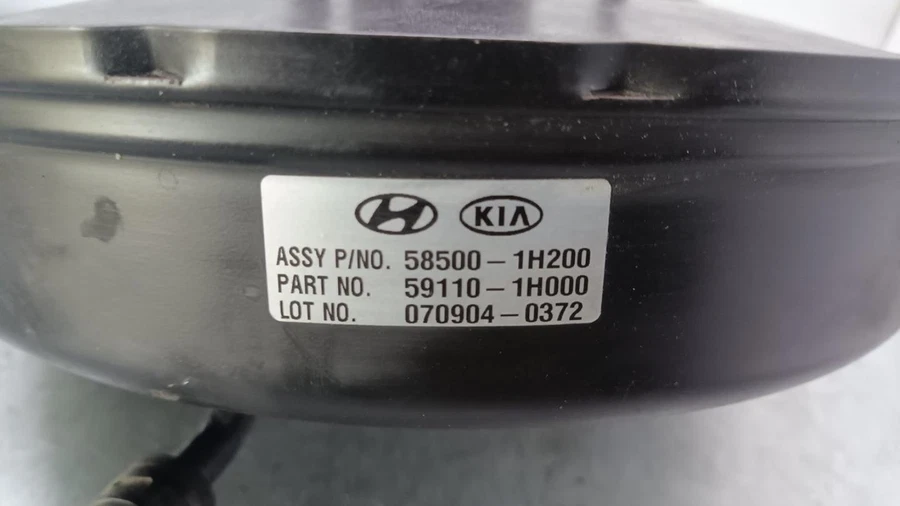 KIA
ASSY P/NO. 58500-1H200
PART NO. 59110-1H000
LOT NO. 070904-0372